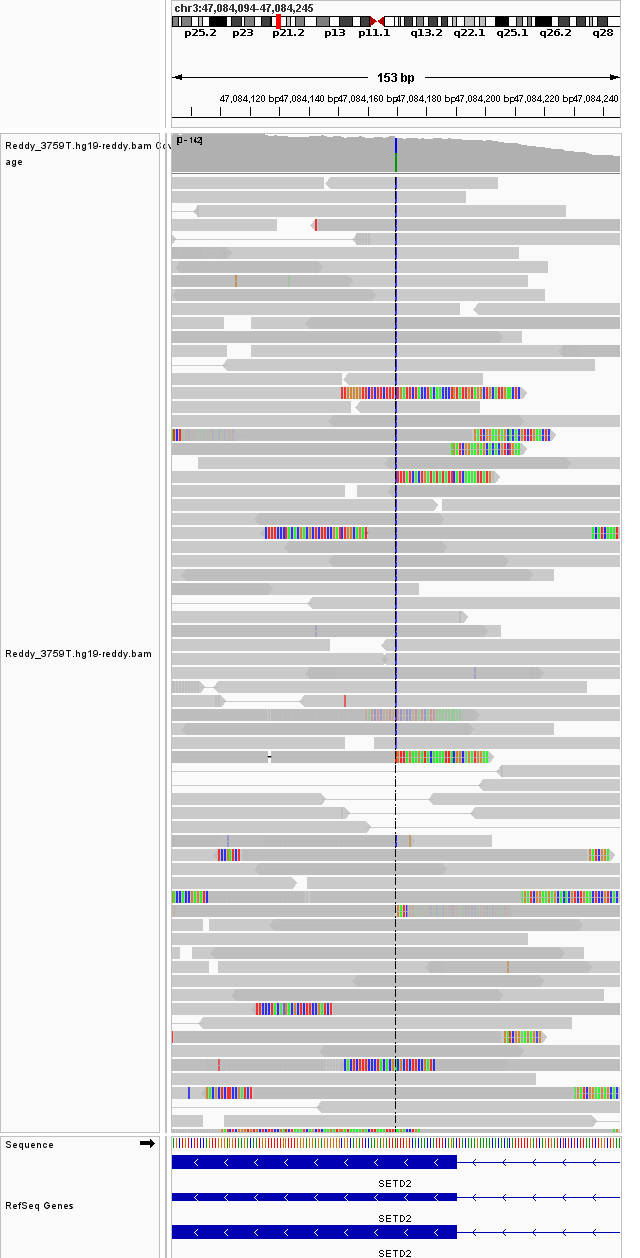 chr3:47,084,094-47,084,245
p25.2 p23 p21.2 p13 p11.1 q13.2 q22.1 q25.1 q26.2 q28
153 bp
47,084,120 bp 47,084,140 bp 47,084,160 bp 47,084,180 bp 47,084,200 bp 47,084,220 bp 47,084,240
[0 - 142]
Reddy_3759T.hg19-reddy.bam Cov
age
Reddy_3759T.hg19-reddy.bam
Sequence
SETD2
RefSeq Genes
SETD2
SETD2